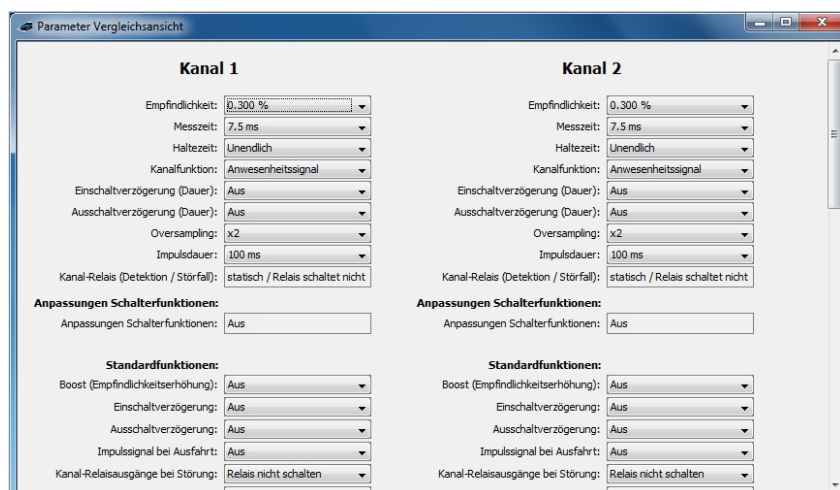 Parameter Vergleichsansicht
Kanal 1 Kanal 2
Empfindlichkeit: 0.300 % Empfindlichkeit: 0.300 %
Messzeit: 7.5 ms Messzeit: 7.5 ms
Haltezeit: Unendlich Haltezeit: Unendlich
Kanalfunktion: Anwesenheitssignal Kanalfunktion: Anwesenheitssignal
Einschaltverzögerung (Dauer): Aus Einschaltverzögerung (Dauer): Aus
Ausschaltverzögerung (Dauer): Aus Ausschaltverzögerung (Dauer): Aus
Oversampling: x2 Oversampling: x2
Impulsdauer: 100 ms Impulsdauer: 100 ms
Kanal-Relais (Detektion / Störfall): statisch / Relais schaltet nicht Kanal-Relais (Detektion / Störfall): statisch / Relais schaltet nicht
Anpassungen Schalterfunktionen: Anpassungen Schalterfunktionen:
Anpassungen Schalterfunktionen: Aus Anpassungen Schalterfunktionen: Aus
Standardfunktionen: Standardfunktionen:
Boost (Empfindlichkeitserhöhung): Aus Boost (Empfindlichkeitserhöhung): Aus
Einschaltverzögerung: Aus Einschaltverzögerung: Aus
Ausschaltverzögerung: Aus Ausschaltverzögerung: Aus
Impulssignal bei Ausfahrt: Aus Impulssignal bei Ausfahrt: Aus
Kanal-Relaisausgänge bei Störung: Relais nicht schalten Kanal-Relaisausgänge bei Störung: Relais nicht schalten